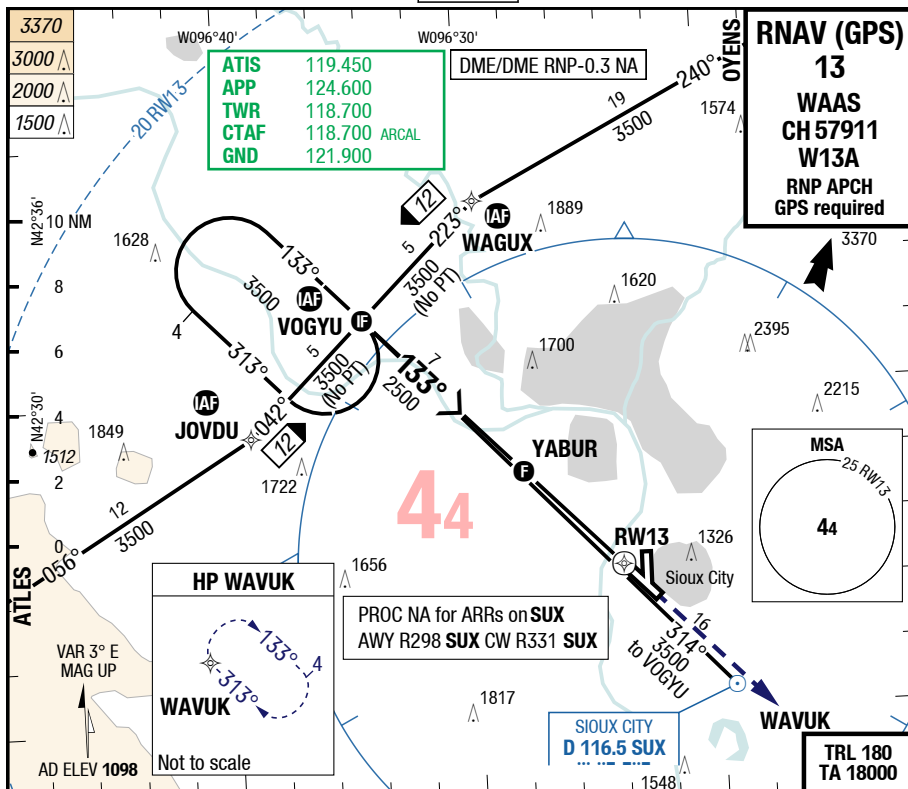 3370
3000
2000
1500
W096°40'
W096°30'
20 RW13
ATIS 119.450
APP 124.600
TWR 118.700
CTAF 118.700 ARCAL
GND 121.900
DME/DME RNP-0.3 NA
OYENS
240°
19
3500
1574
RNAV (GPS)
13
WAAS
CH 57911
W13A
RNP APCH
GPS required
3370
N42°36'
10 NM
8
6
4
2
0
N42°30'
1628
12
223°
IAF
WAGUX
1889
5
3500
(No PT)
133°
3500
IAF
VOGYU
IF
4
313°
1620
2395
1700
2215
5
3500
(No PT)
7
133°
2500
IAF
JOVDU
042°
12
1849
1512
1722
YABUR
F
44
MSA
25 RW13
44
12
3500
056°
ATLES
RW13
1326
Sioux City
1656
HP WAVUK
133°
4
313°
WAVUK
Not to scale
PROC NA for ARRs on SUX
AWY R298 SUX CW R331 SUX
16
314°
3500
to VOGYU
WAVUK
VAR 3° E
MAG UP
AD ELEV 1098
1817
SIOUX CITY
D 116.5 SUX
1548
TRL 180
TA 18000